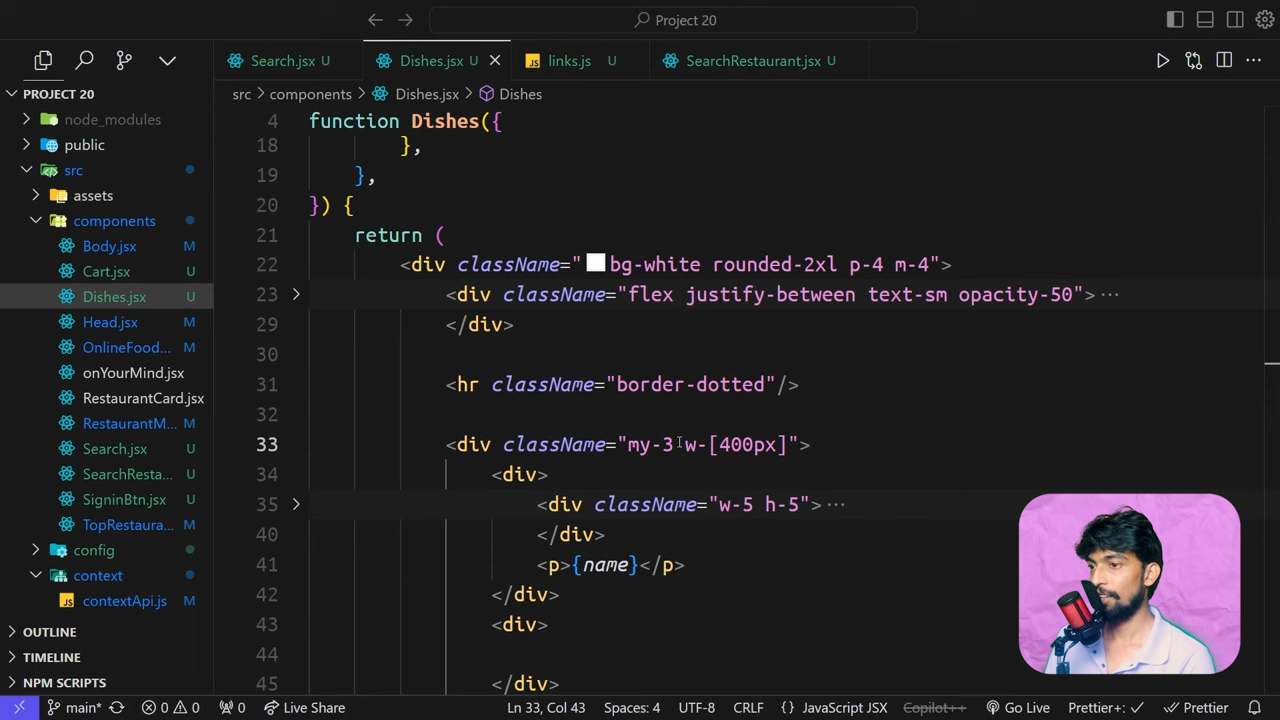 Project 20
Search.jsx U
Dishes.jsx U
links.js U
SearchRestaurant.jsx U
PROJECT 20
src > components > Dishes.jsx > Dishes
node_modules
public
src
assets
components
Body.jsx M
Cart.jsx U
Dishes.jsx U
Head.jsx M
OnlineFood... M
onYourMind.jsx
RestaurantCard.jsx
RestaurantM... M
Search.jsx U
SearchResta... U
SigninBtn.jsx U
TopRestaura... M
config
context
contextApi.js M
OUTLINE
TIMELINE
NPM SCRIPTS
4 function Dishes({
18 },
19 },
20 }) {
21 return (
22 <div className=" bg-white rounded-2xl p-4 m-4">
23 <div className="flex justify-between text-sm opacity-50">···
29 </div>
30
31 <hr className="border-dotted"/>
32
33 <div className="my-3 w-[400px]">
34 <div>
35 <div className="w-5 h-5">···
40 </div>
41 <p>{name}</p>
42 </div>
43 <div>
44
45 </div>
main* 0 0 0 Live Share Ln 33, Col 43 Spaces: 4 UTF-8 CRLF {} JavaScript JSX Copilot++ Go Live Prettier+: Prettier